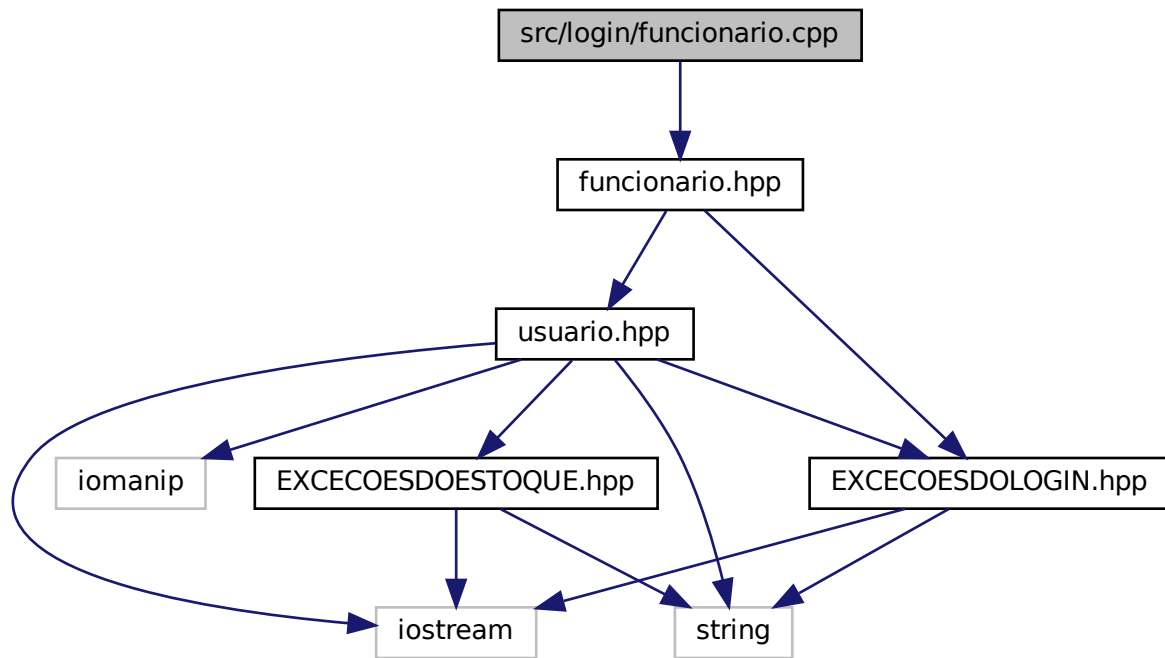 src/login/funcionario.cpp
funcionario.hpp
usuario.hpp
iomanip
EXCECOESDOESTOQUE.hpp
EXCECOESDOLOGIN.hpp
iostream
string